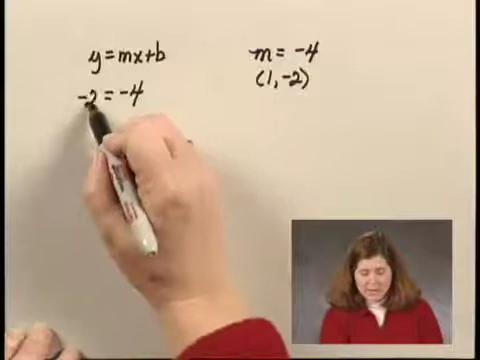 y = mx + b
-2 = -4
m = -4
(1, -2)